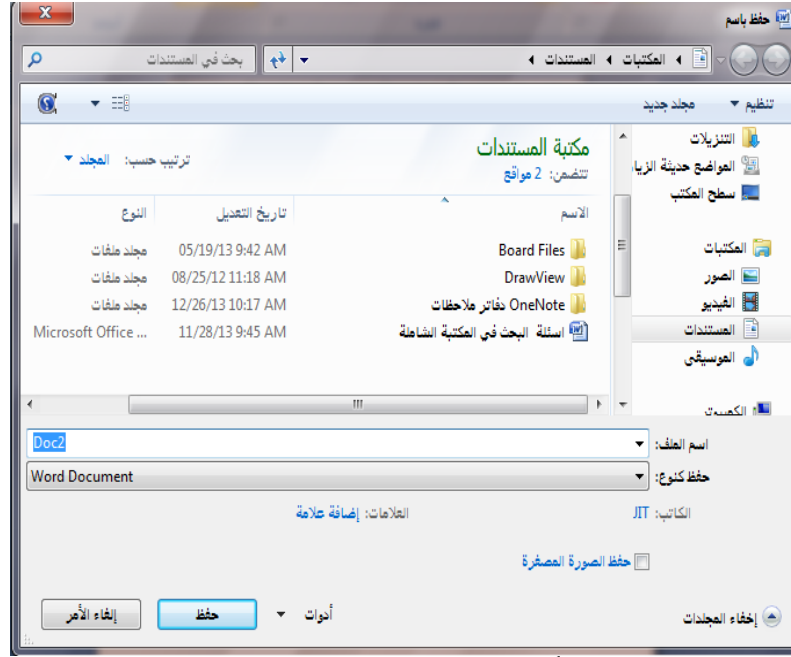 حفظ باسم
المكتبات ◂ المستندات ◂
بحث في المستندات
تنظيم ▾ مجلد جديد
التنزيلات
المواضع حديثة الزيا
سطح المكتب
المكتبات
الصور
الفيديو
المستندات
الموسيقى
الكمبيوتر
مكتبة المستندات
تتضمن: 2 مواقع
ترتيب حسب: المجلد ▾
الاسم تاريخ التعديل النوع
Board Files 05/19/13 9:42 AM مجلد ملفات
DrawView 08/25/12 11:18 AM مجلد ملفات
OneNote دفاتر ملاحظات 12/26/13 10:17 AM مجلد ملفات
اسئلة البحث في المكتبة الشاملة 11/28/13 9:45 AM Microsoft Office ...
اسم الملف: Doc2
حفظ كنوع: Word Document
الكاتب: JIT العلامات: إضافة علامة
حفظ الصورة المصغرة
إخفاء المجلدات أدوات ▾ حفظ إلغاء الأمر